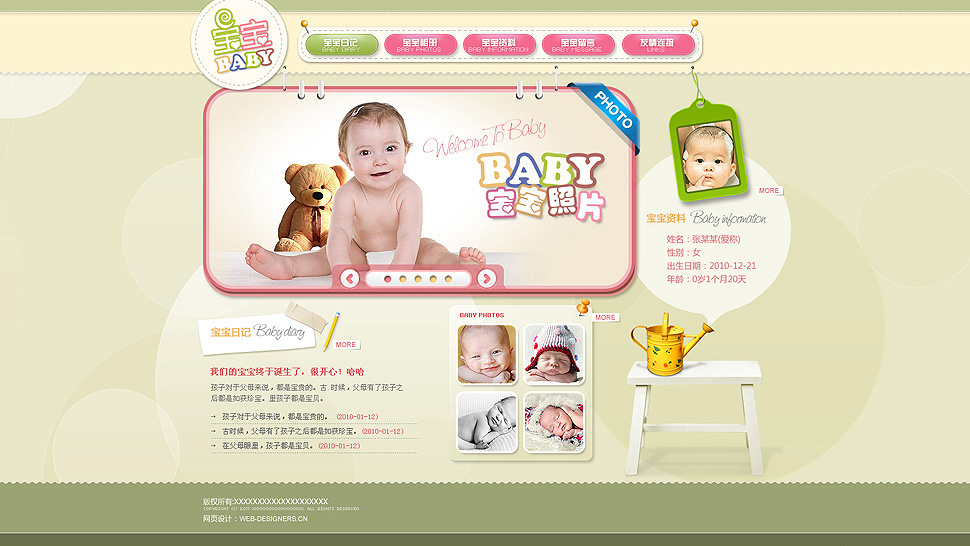 宝宝
BABY
宝宝日记
BABY DIARY
宝宝相册
BABY PHOTOS
宝宝资料
BABY INFORMATION
宝宝留言
BABY MESSAGE
友情连接
LINKS
PHOTO
Welcome To Baby
BABY
宝宝照片
MORE
宝宝资料 Baby information
姓名：张某某(爱称)
性别：女
出生日期：2010-12-21
年龄：0岁1个月20天
宝宝日记 Baby diary
MORE
我们的宝宝终于诞生了，很开心！哈哈
孩子对于父母来说，都是宝贵的。古.时候，父母有了孩子之
后都是如获珍宝。里孩子都是宝贝。
→ 孩子对于父母来说，都是宝贵的。 (2010-01-12)
→ 古时候，父母有了孩子之后都是如获珍宝。 (2010-01-12)
→ 在父母眼里，孩子都是宝贝。 (2010-01-12)
BABY PHOTOS
MORE
版权所有:XXXXXXXXXXXXXXXXXXXX
网页设计：WEB-DESIGNERS.CN